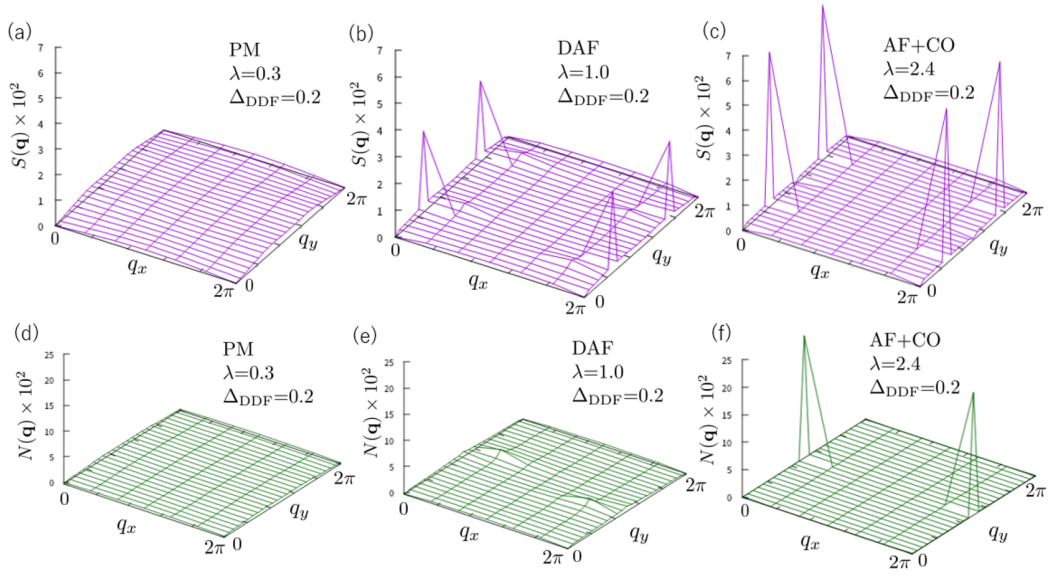 (a)
PM
λ=0.3
Δ_DDF=0.2
S(q) × 10²
7
6
5
4
3
2
1
0
0
q_x
2π 0
q_y
2π
(b)
DAF
λ=1.0
Δ_DDF=0.2
S(q) × 10²
7
6
5
4
3
2
1
0
0
q_x
2π 0
q_y
2π
(c)
AF+CO
λ=2.4
Δ_DDF=0.2
S(q) × 10²
7
6
5
4
3
2
1
0
0
q_x
2π 0
q_y
2π
(d)
PM
λ=0.3
Δ_DDF=0.2
N(q) × 10²
25
20
15
10
5
0
0
q_x
2π 0
q_y
2π
(e)
DAF
λ=1.0
Δ_DDF=0.2
N(q) × 10²
25
20
15
10
5
0
0
q_x
2π 0
q_y
2π
(f)
AF+CO
λ=2.4
Δ_DDF=0.2
N(q) × 10²
25
20
15
10
5
0
0
q_x
2π 0
q_y
2π